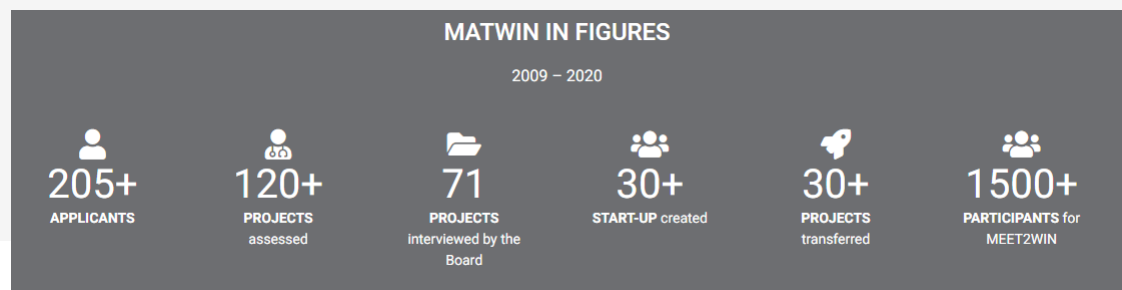 MATWIN IN FIGURES
2009 – 2020
205+
APPLICANTS
120+
PROJECTS
assessed
71
PROJECTS
interviewed by the
Board
30+
START-UP created
30+
PROJECTS
transferred
1500+
PARTICIPANTS for
MEET2WIN